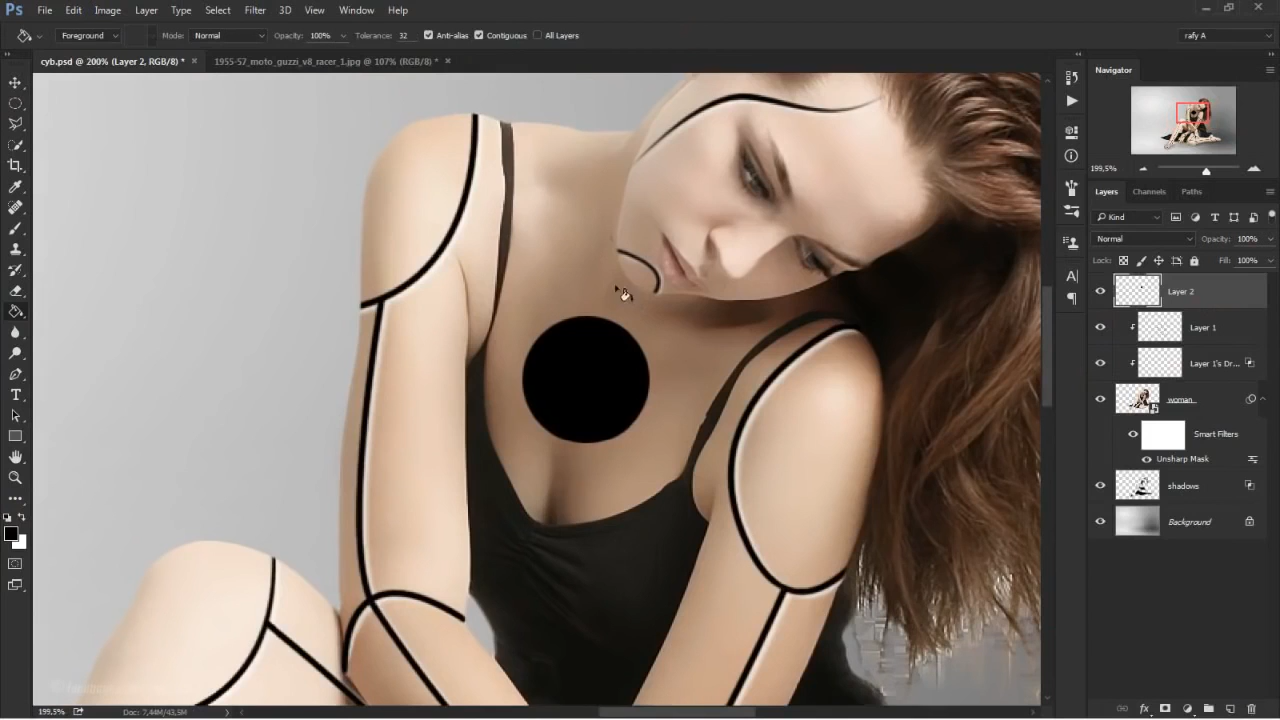 Ps File Edit Image Layer Type Select Filter 3D View Window Help
Foreground Mode: Normal Opacity: 100% Tolerance: 32 Anti-alias Contiguous All Layers rafy A
cyb.psd @ 200% (Layer 2, RGB/8) * × 1955-57_moto_guzzi_v8_racer_1.jpg @ 107% (RGB/8) * ×
Navigator
199,5%
Layers Channels Paths
Kind
Normal Opacity: 100%
Lock: Fill: 100%
Layer 2
Layer 1
Layer 1's Dr...
woman
Smart Filters
Unsharp Mask
shadows
Background
199,5% Doc: 7,44M/43,5M